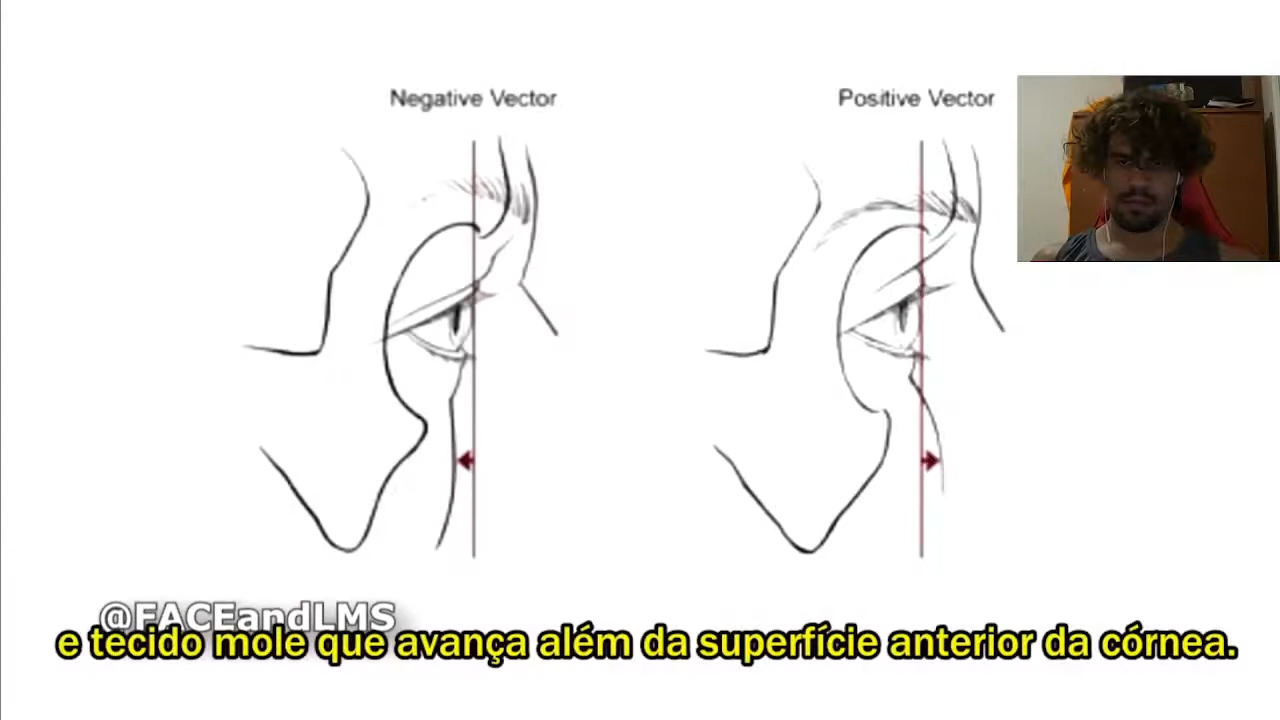 Negative Vector
Positive Vector
@FACEandLMS
e tecido mole que avança além da superfície anterior da córnea.